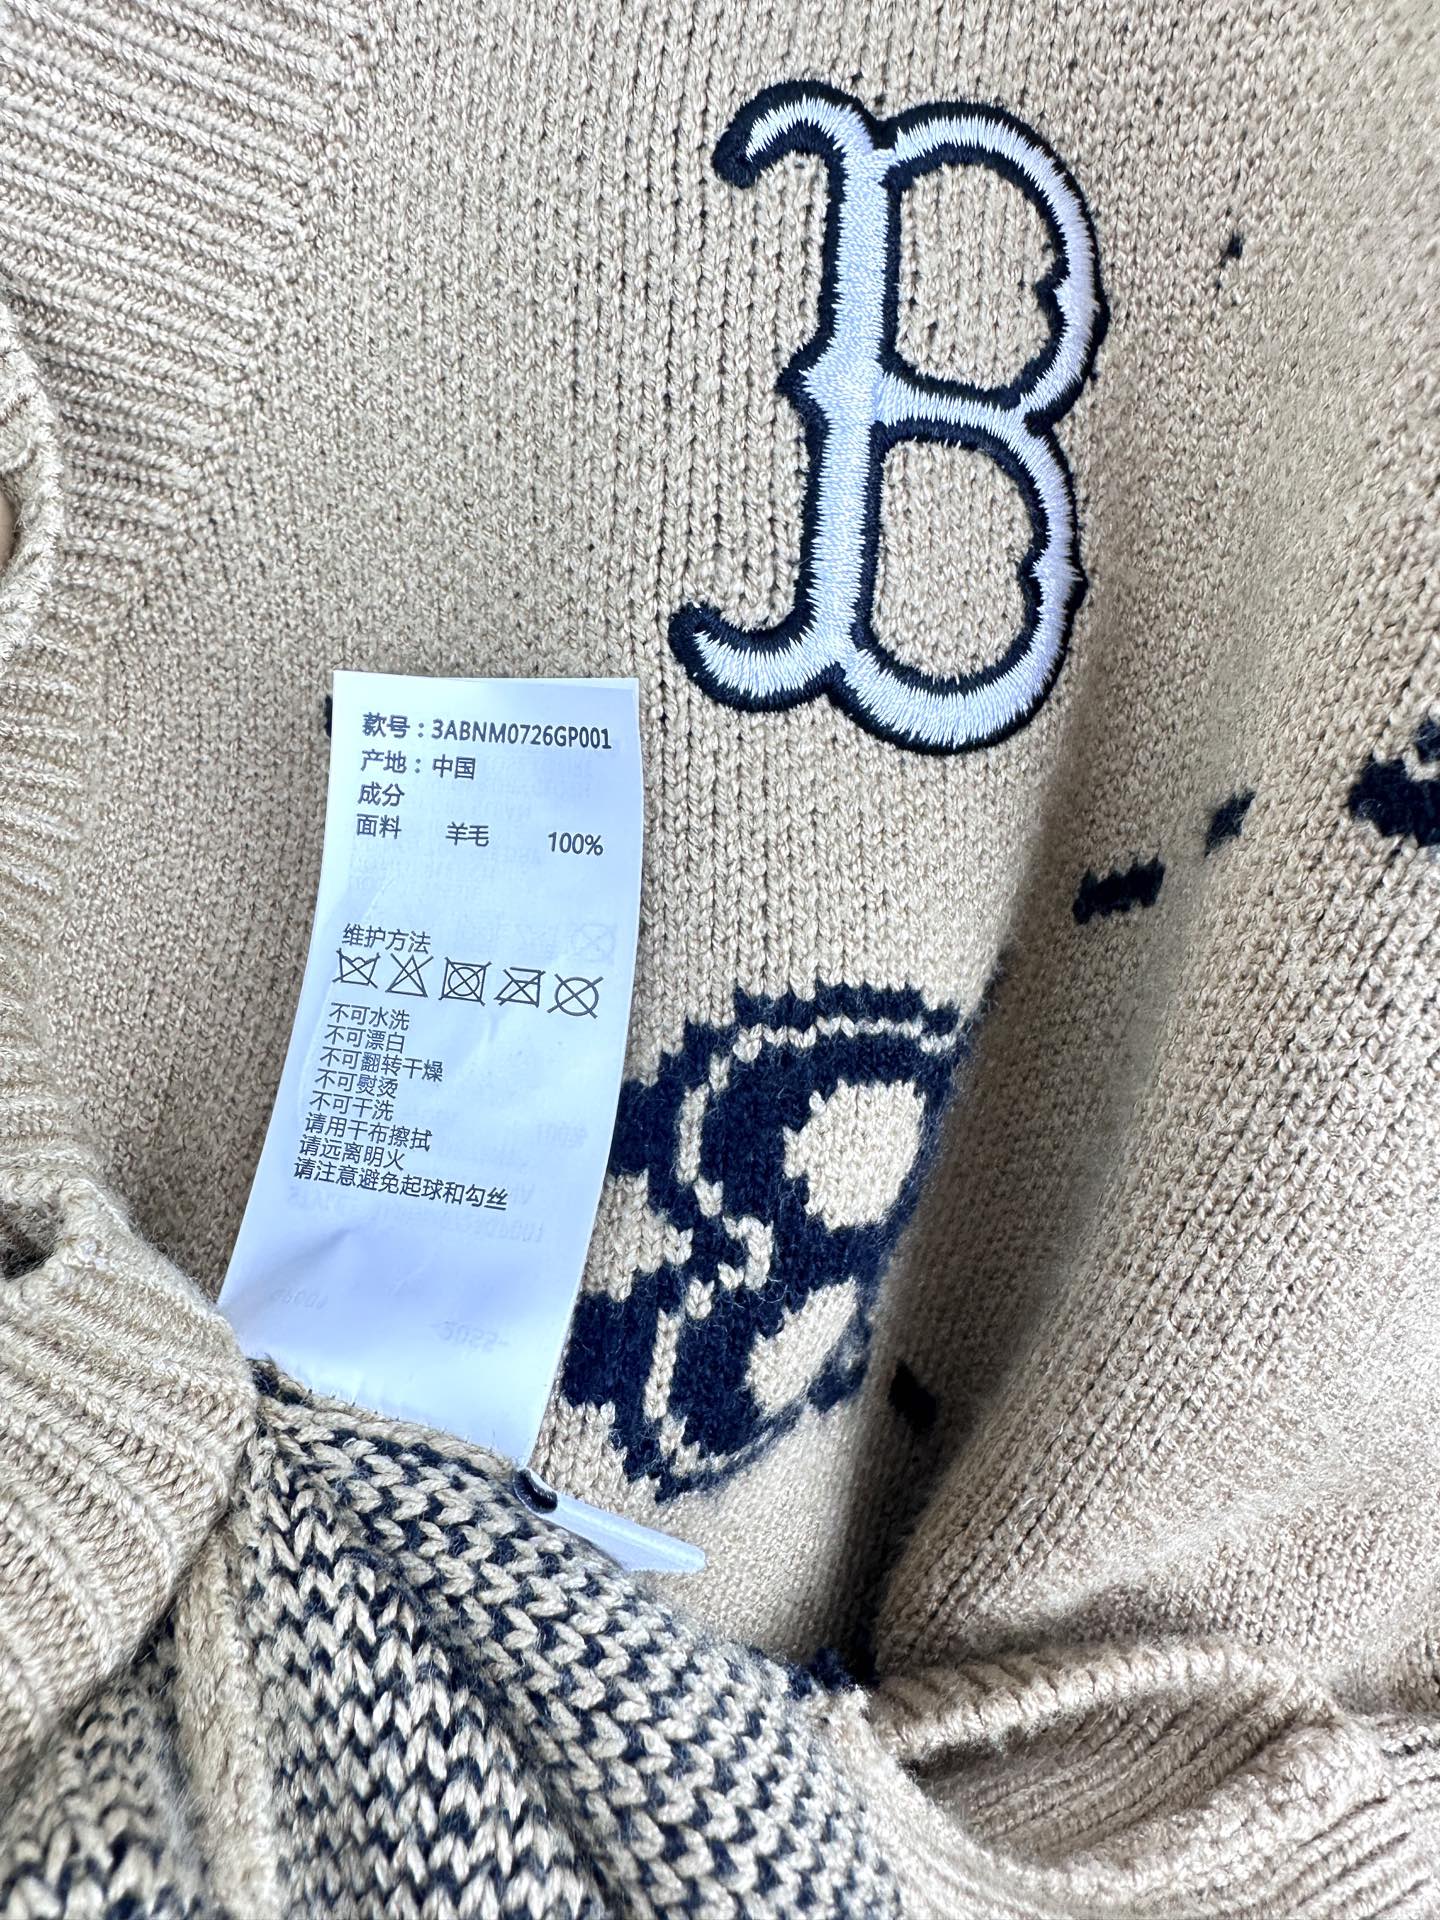 B
款号：3ABNM0726GP001
产地：中国
成分
面料 羊毛 100%
维护方法
不可水洗
不可漂白
不可翻转干燥
不可熨烫
不可干洗
请用干布擦拭
请远离明火
请注意避免起球和勾丝